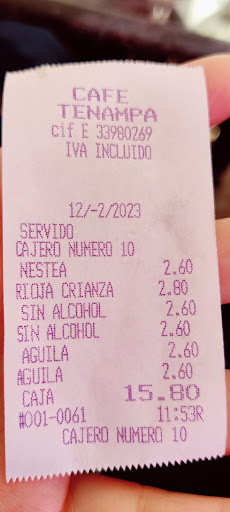 CAFE
TENAMPA
cif E 33980269
IVA INCLUIDO
12/-2/2023
SERVIDO
CAJERO NUMERO 10
NESTEA 2.60
RIOJA CRIANZA 2.80
SIN ALCOHOL 2.60
SIN ALCOHOL 2.60
AGUILA 2.60
AGUILA 2.60
CAJA 15.80
#001-0061 11:53R
CAJERO NUMERO 10